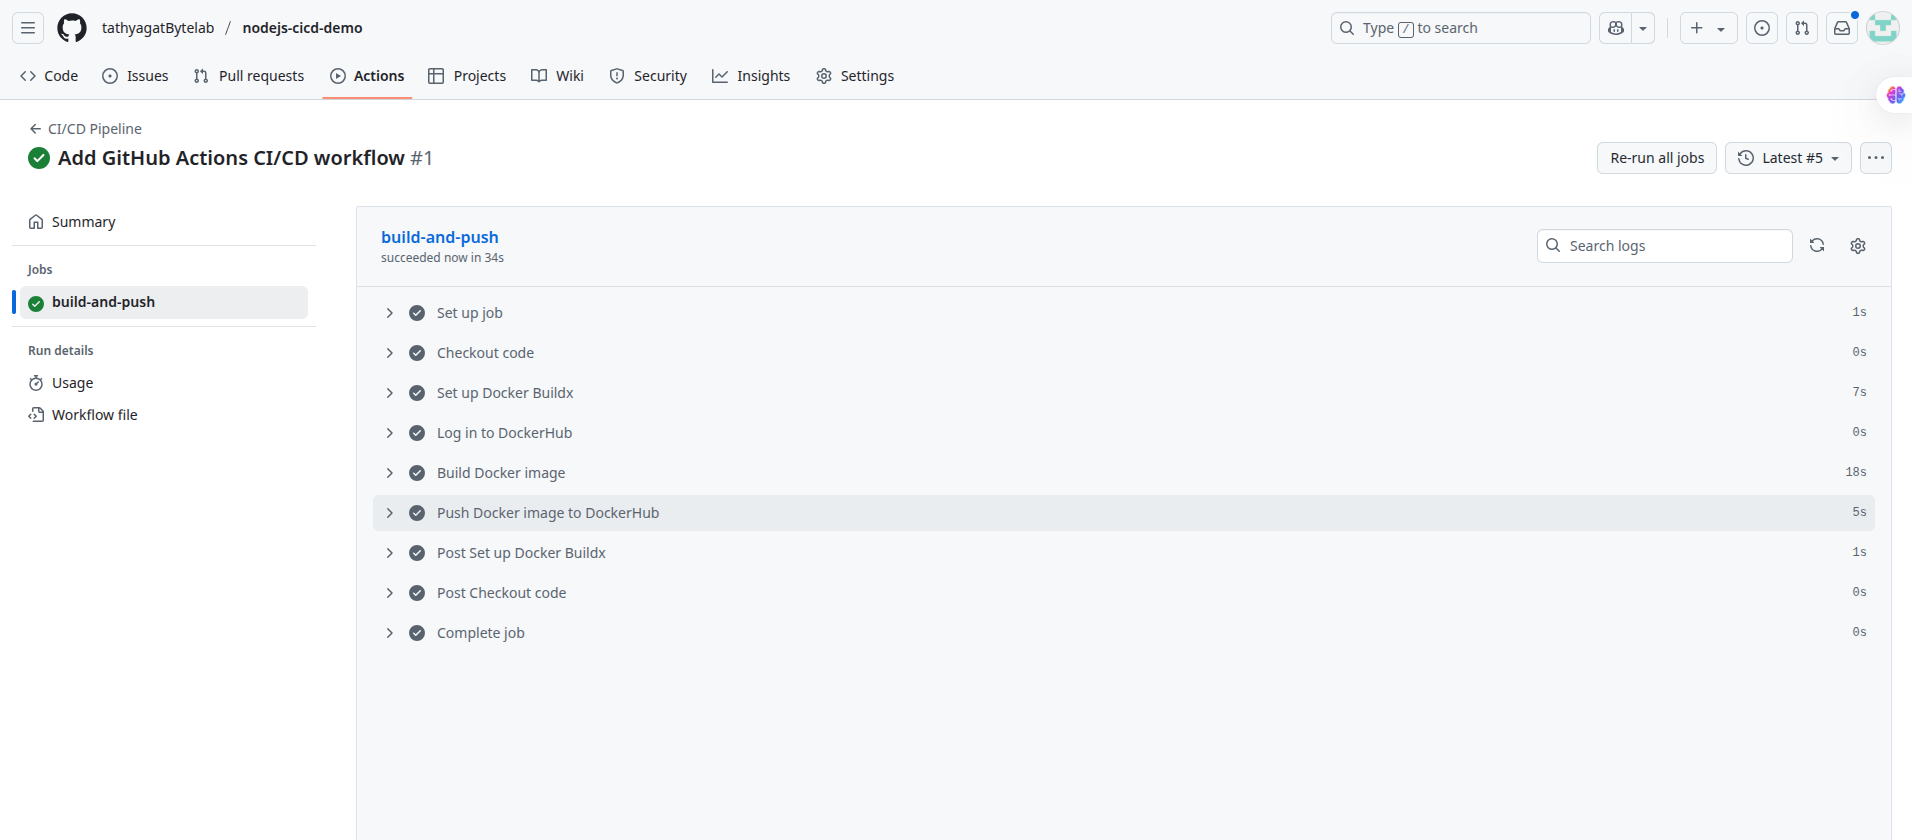 tathyagatBytelab / nodejs-cicd-demo
Type / to search
Code Issues Pull requests Actions Projects Wiki Security Insights Settings
CI/CD Pipeline
Add GitHub Actions CI/CD workflow #1
Re-run all jobs
Latest #5
Summary
Jobs
build-and-push
Run details
Usage
Workflow file
build-and-push
succeeded now in 34s
Search logs
Set up job 1s
Checkout code 0s
Set up Docker Buildx 7s
Log in to DockerHub 0s
Build Docker image 18s
Push Docker image to DockerHub 5s
Post Set up Docker Buildx 1s
Post Checkout code 0s
Complete job 0s